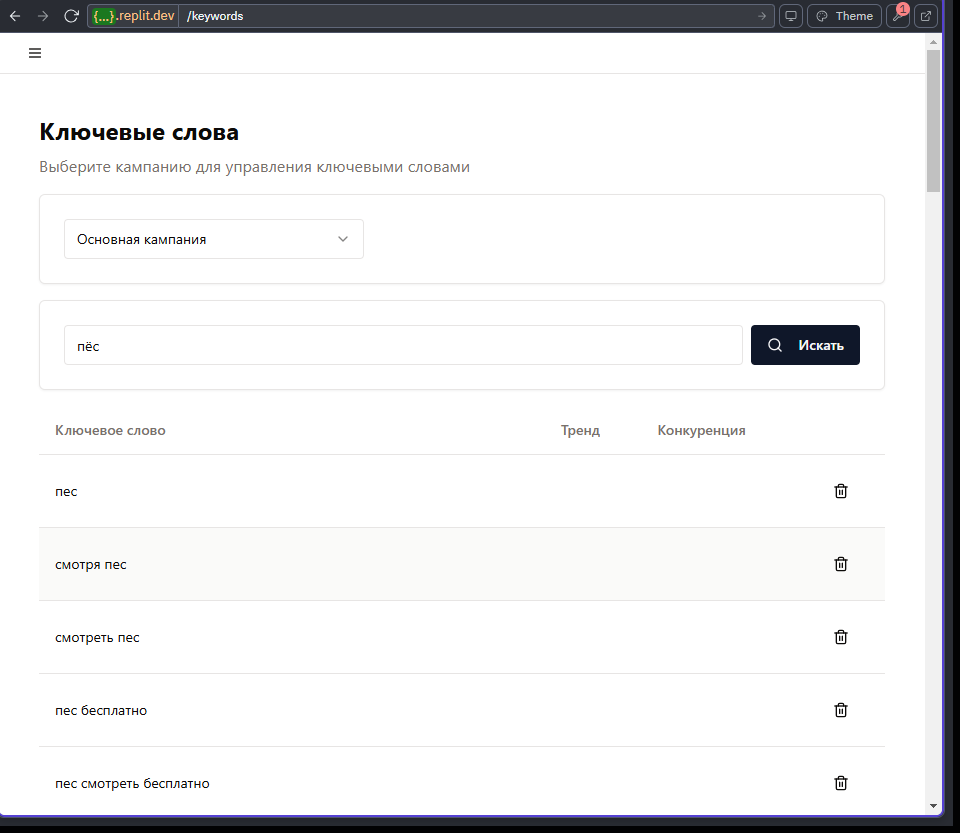 {...}.replit.dev /keywords Theme 1
Ключевые слова
Выберите кампанию для управления ключевыми словами
Основная кампания
пёс Искать
Ключевое слово Тренд Конкуренция
пес
смотря пес
смотреть пес
пес бесплатно
пес смотреть бесплатно